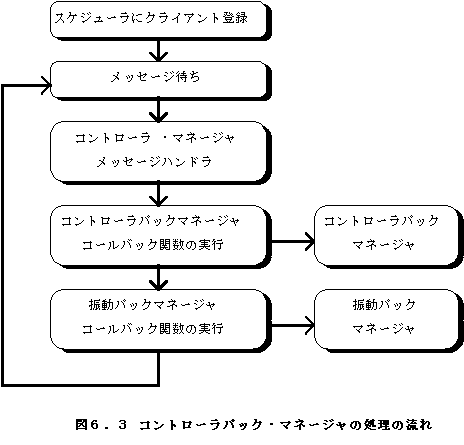 スケジューラにクライアント登録
メッセージ待ち
コントローラ ・マネージャ
メッセージハンドラ
コントローラパックマネージャ
コールバック関数の実行
コントローラパック
マネージャ
振動パックマネージャ
コールバック関数の実行
振動パック
マネージャ
図６．３ コントローラパック・マネージャの処理の流れ